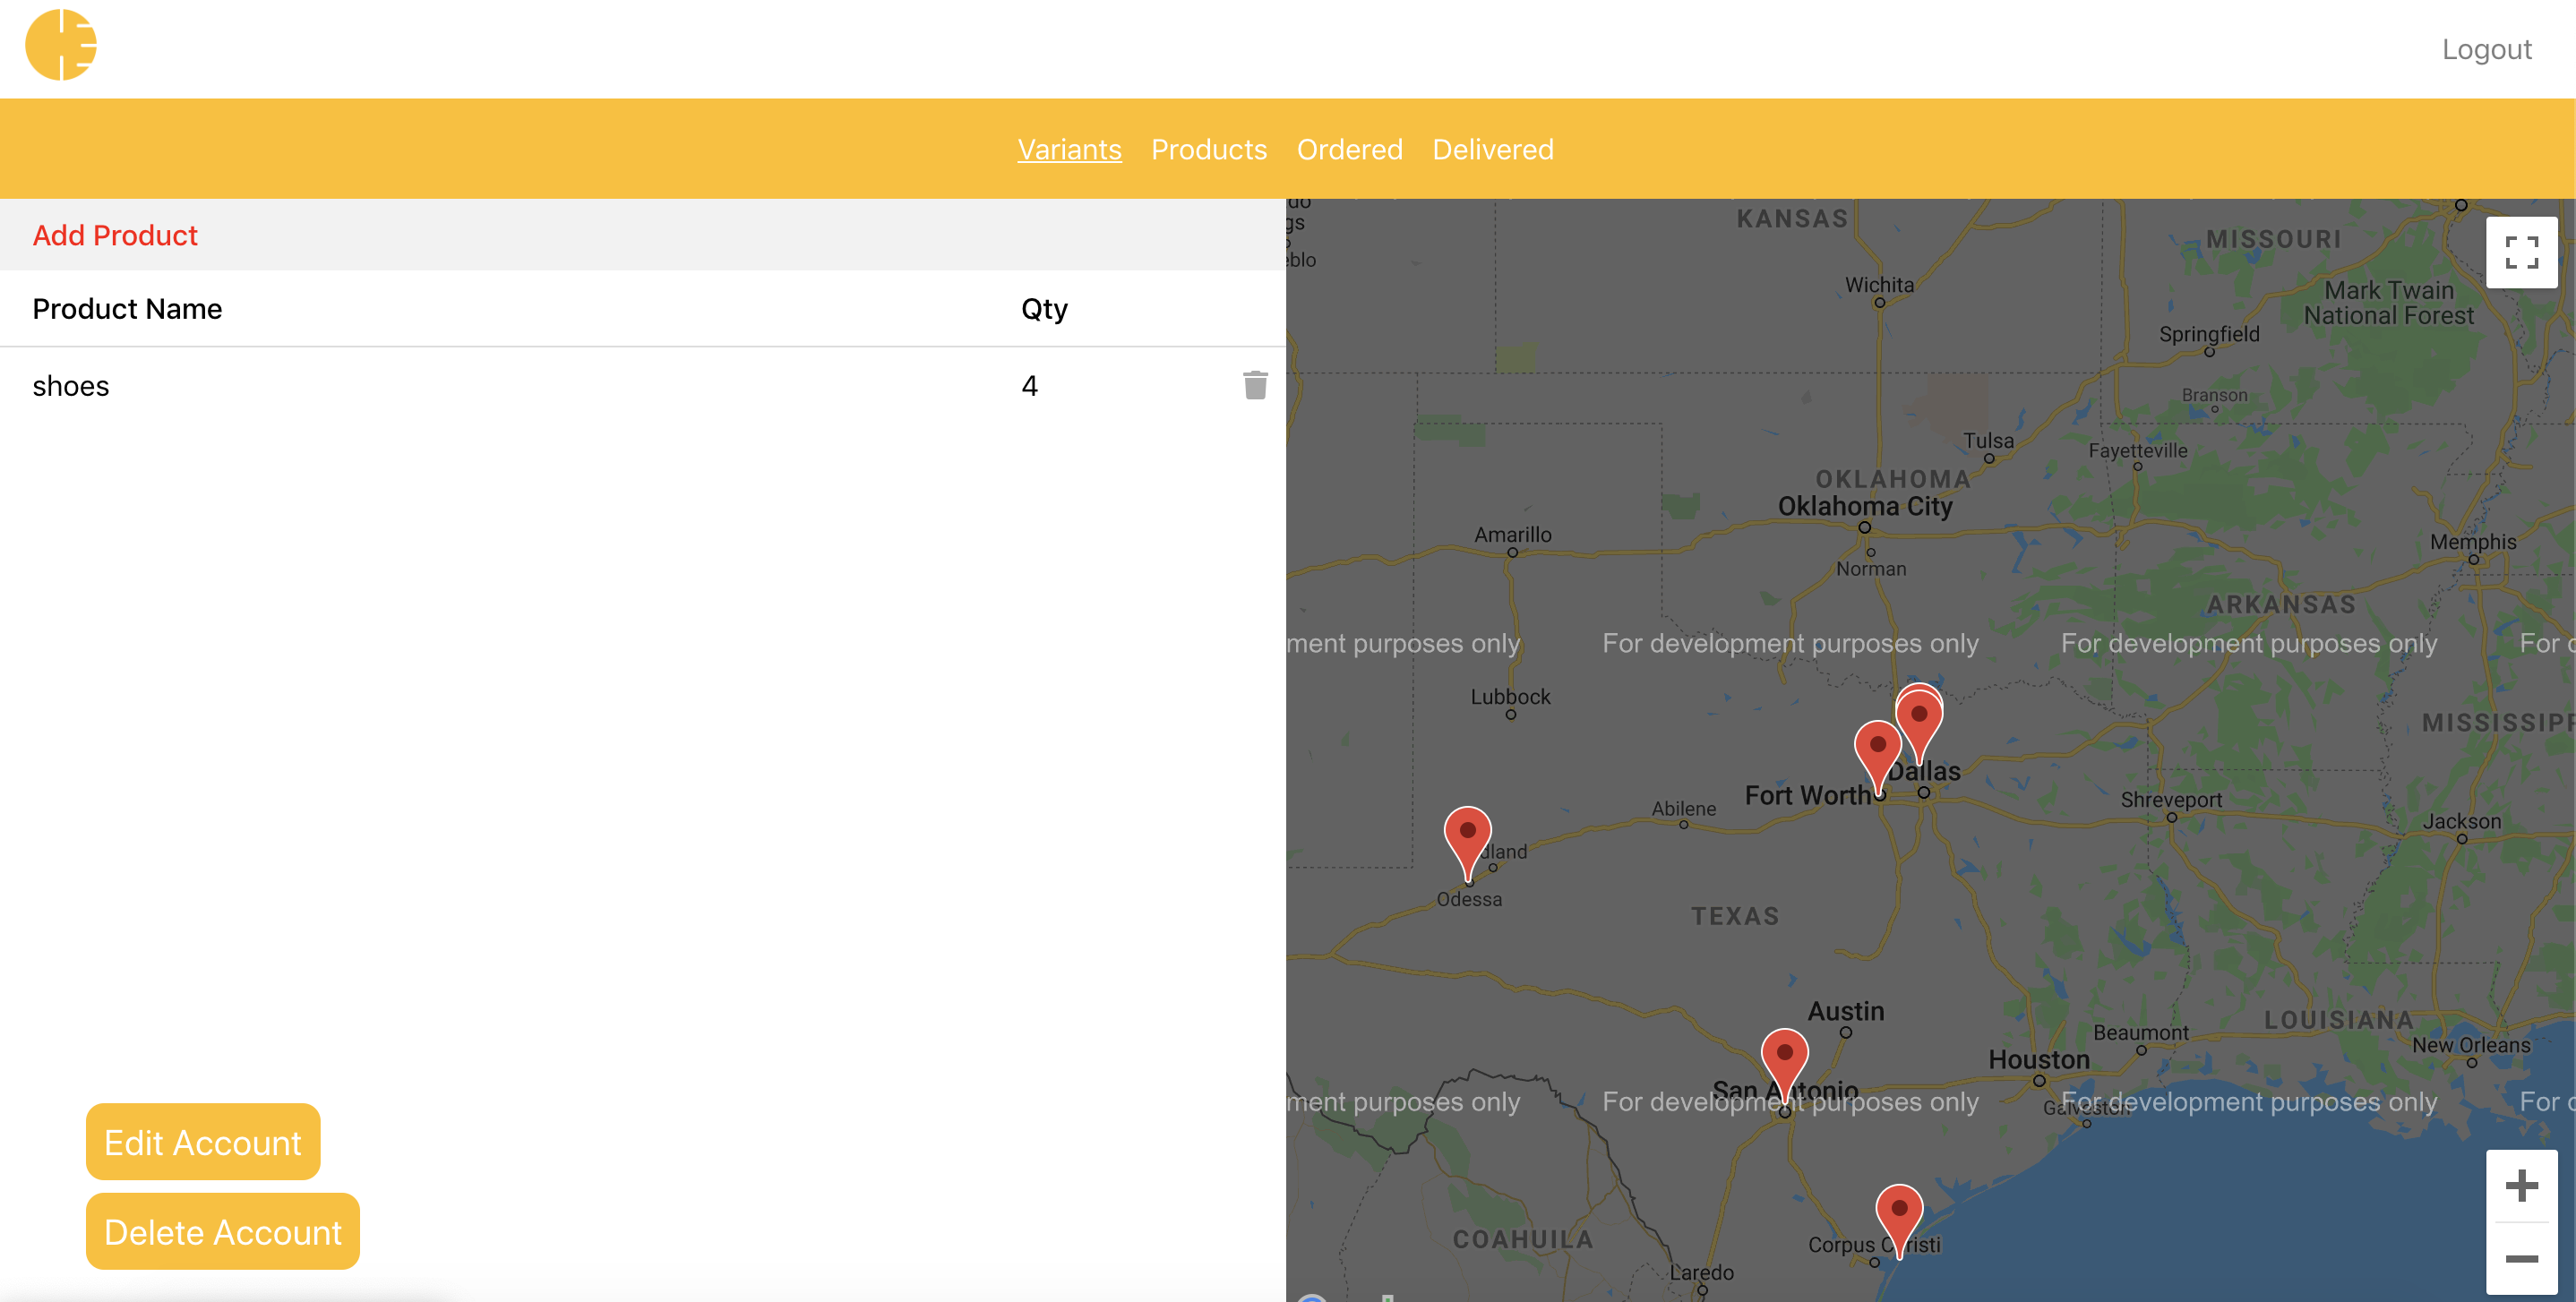 Logout
Variants Products Ordered Delivered
Add Product
Product Name Qty
shoes 4
Edit Account
Delete Account
KANSAS
MISSOURI
Mark Twain
National Forest
Wichita
Springfield
Branson
Tulsa
Fayetteville
OKLAHOMA
Oklahoma City
Amarillo
Memphis
Norman
ARKANSAS
ment purposes only For development purposes only For development purposes only For
Lubbock
MISSISSIPP
Dallas
Fort Worth
Shreveport
Abilene
Jackson
dland
Odessa
TEXAS
Austin
LOUISIANA
Beaumont
New Orleans
Houston
San Antonio
ment purposes only For development purposes only For development purposes only For
Galveston
COAHUILA
Corpus Christi
Laredo